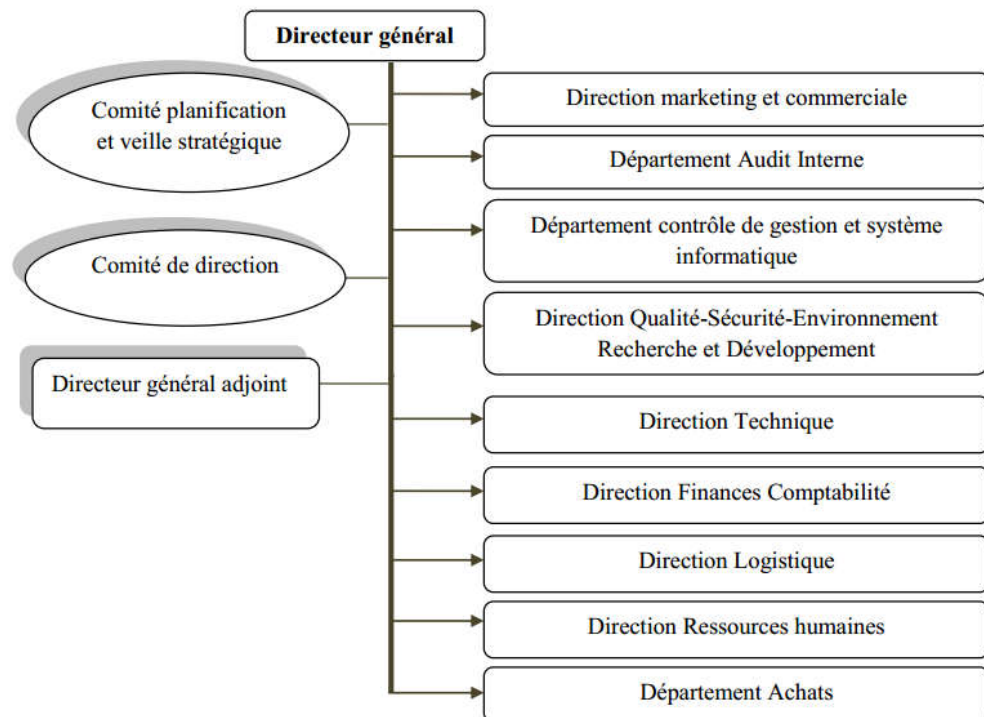 Directeur général
Comité planification
et veille stratégique
Comité de direction
Directeur général adjoint
Direction marketing et commerciale
Département Audit Interne
Département contrôle de gestion et système
informatique
Direction Qualité-Sécurité-Environnement
Recherche et Développement
Direction Technique
Direction Finances Comptabilité
Direction Logistique
Direction Ressources humaines
Département Achats